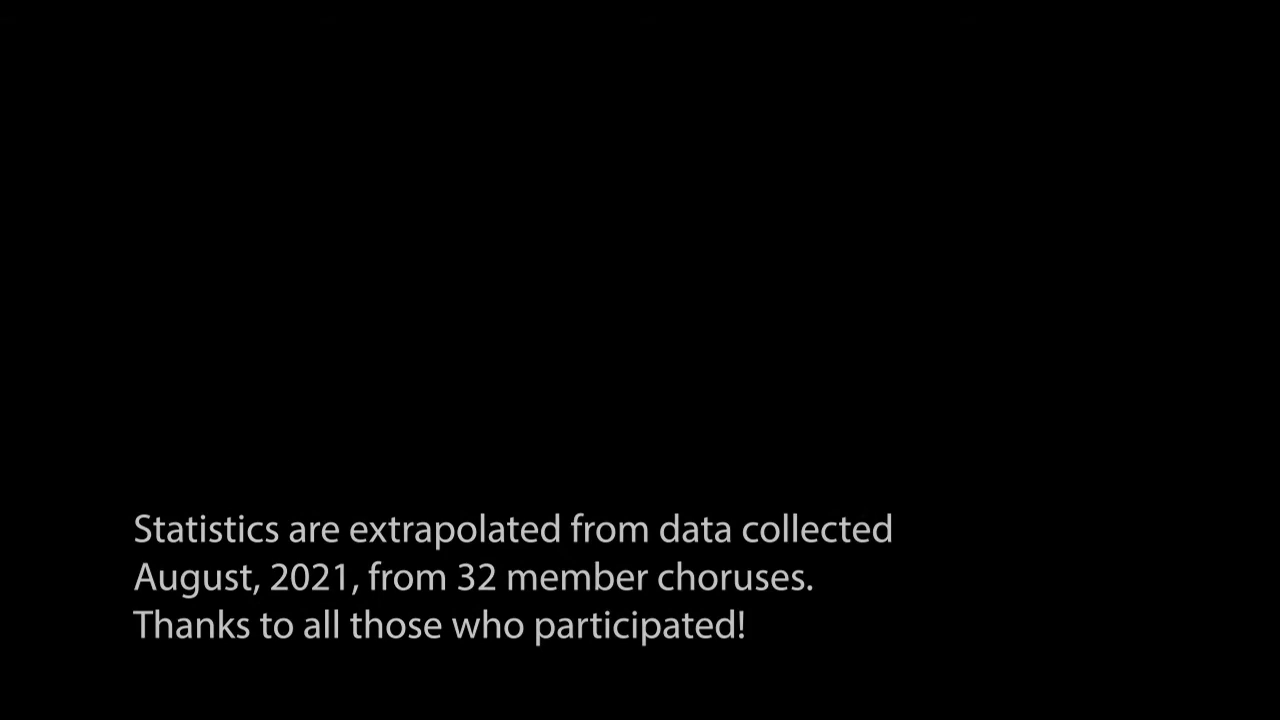 Statistics are extrapolated from data collected
August, 2021, from 32 member choruses.
Thanks to all those who participated!